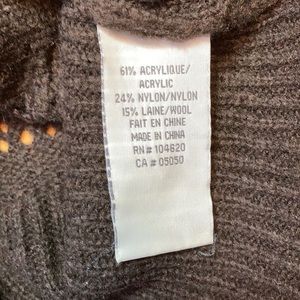 61% ACRYLIQUE/
ACRYLIC
24% NYLON/NYLON
15% LAINE/WOOL
FAIT EN CHINE
MADE IN CHINA
RN# 104620
CA # 05050